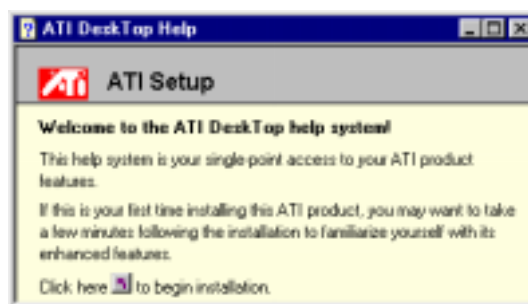 ATI DeskTop Help
ATI ATI Setup
Welcome to the ATI DeskTop help system!
This help system is your single-point access to your ATI product
features.
If this is your first time installing this ATI product, you may want to take
a few minutes following the installation to familiarize yourself with its
enhanced features.
Click here to begin installation.